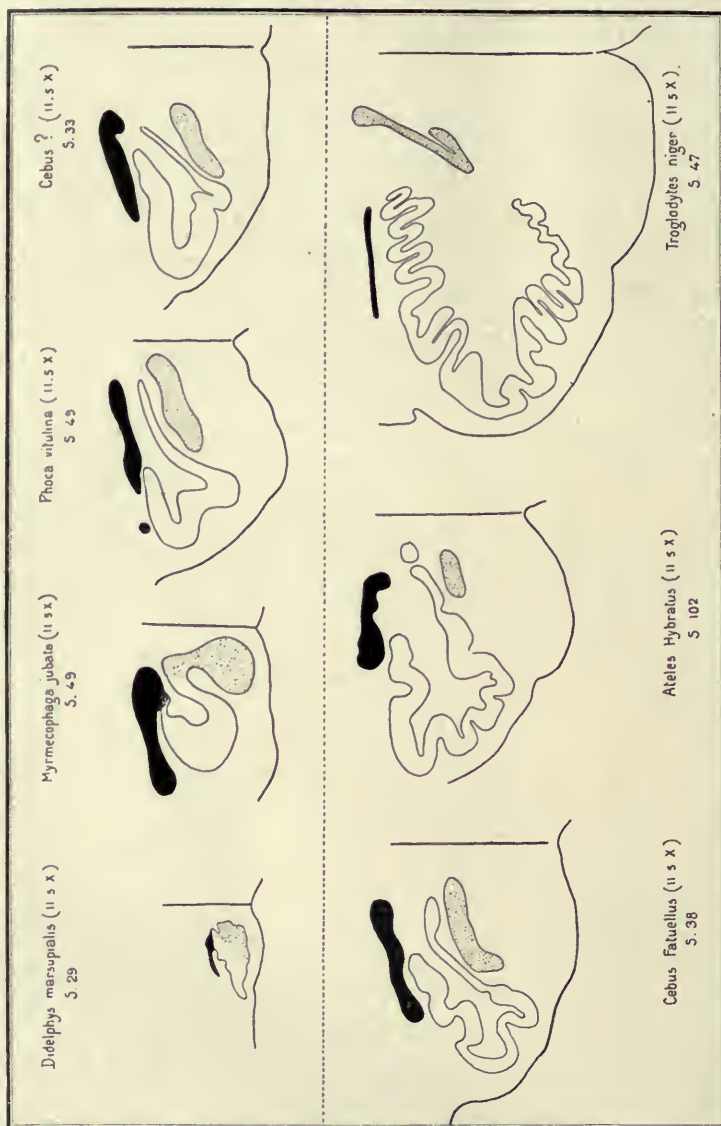 Didelphys marsupialis (11 5 X)
S. 29
Myrmecophaga jubata (11 5 X)
S. 49
Phoca vitulina (11.5 X)
S 49
Cebus ? (11.5 X)
S.33
Cebus Fatuellus (11 5 X)
S.38
Ateles Hybratus (11 5 X)
S 102
Troglodytes niger (11 5 X).
S. 47